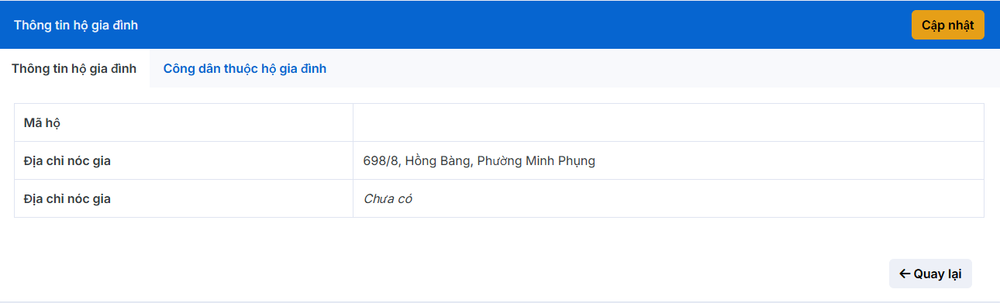 Thông tin hộ gia đình
Cập nhật
Thông tin hộ gia đình
Công dân thuộc hộ gia đình
Mã hộ
Địa chỉ nóc gia
698/8, Hồng Bàng, Phường Minh Phụng
Địa chỉ nóc gia
Chưa có
← Quay lại